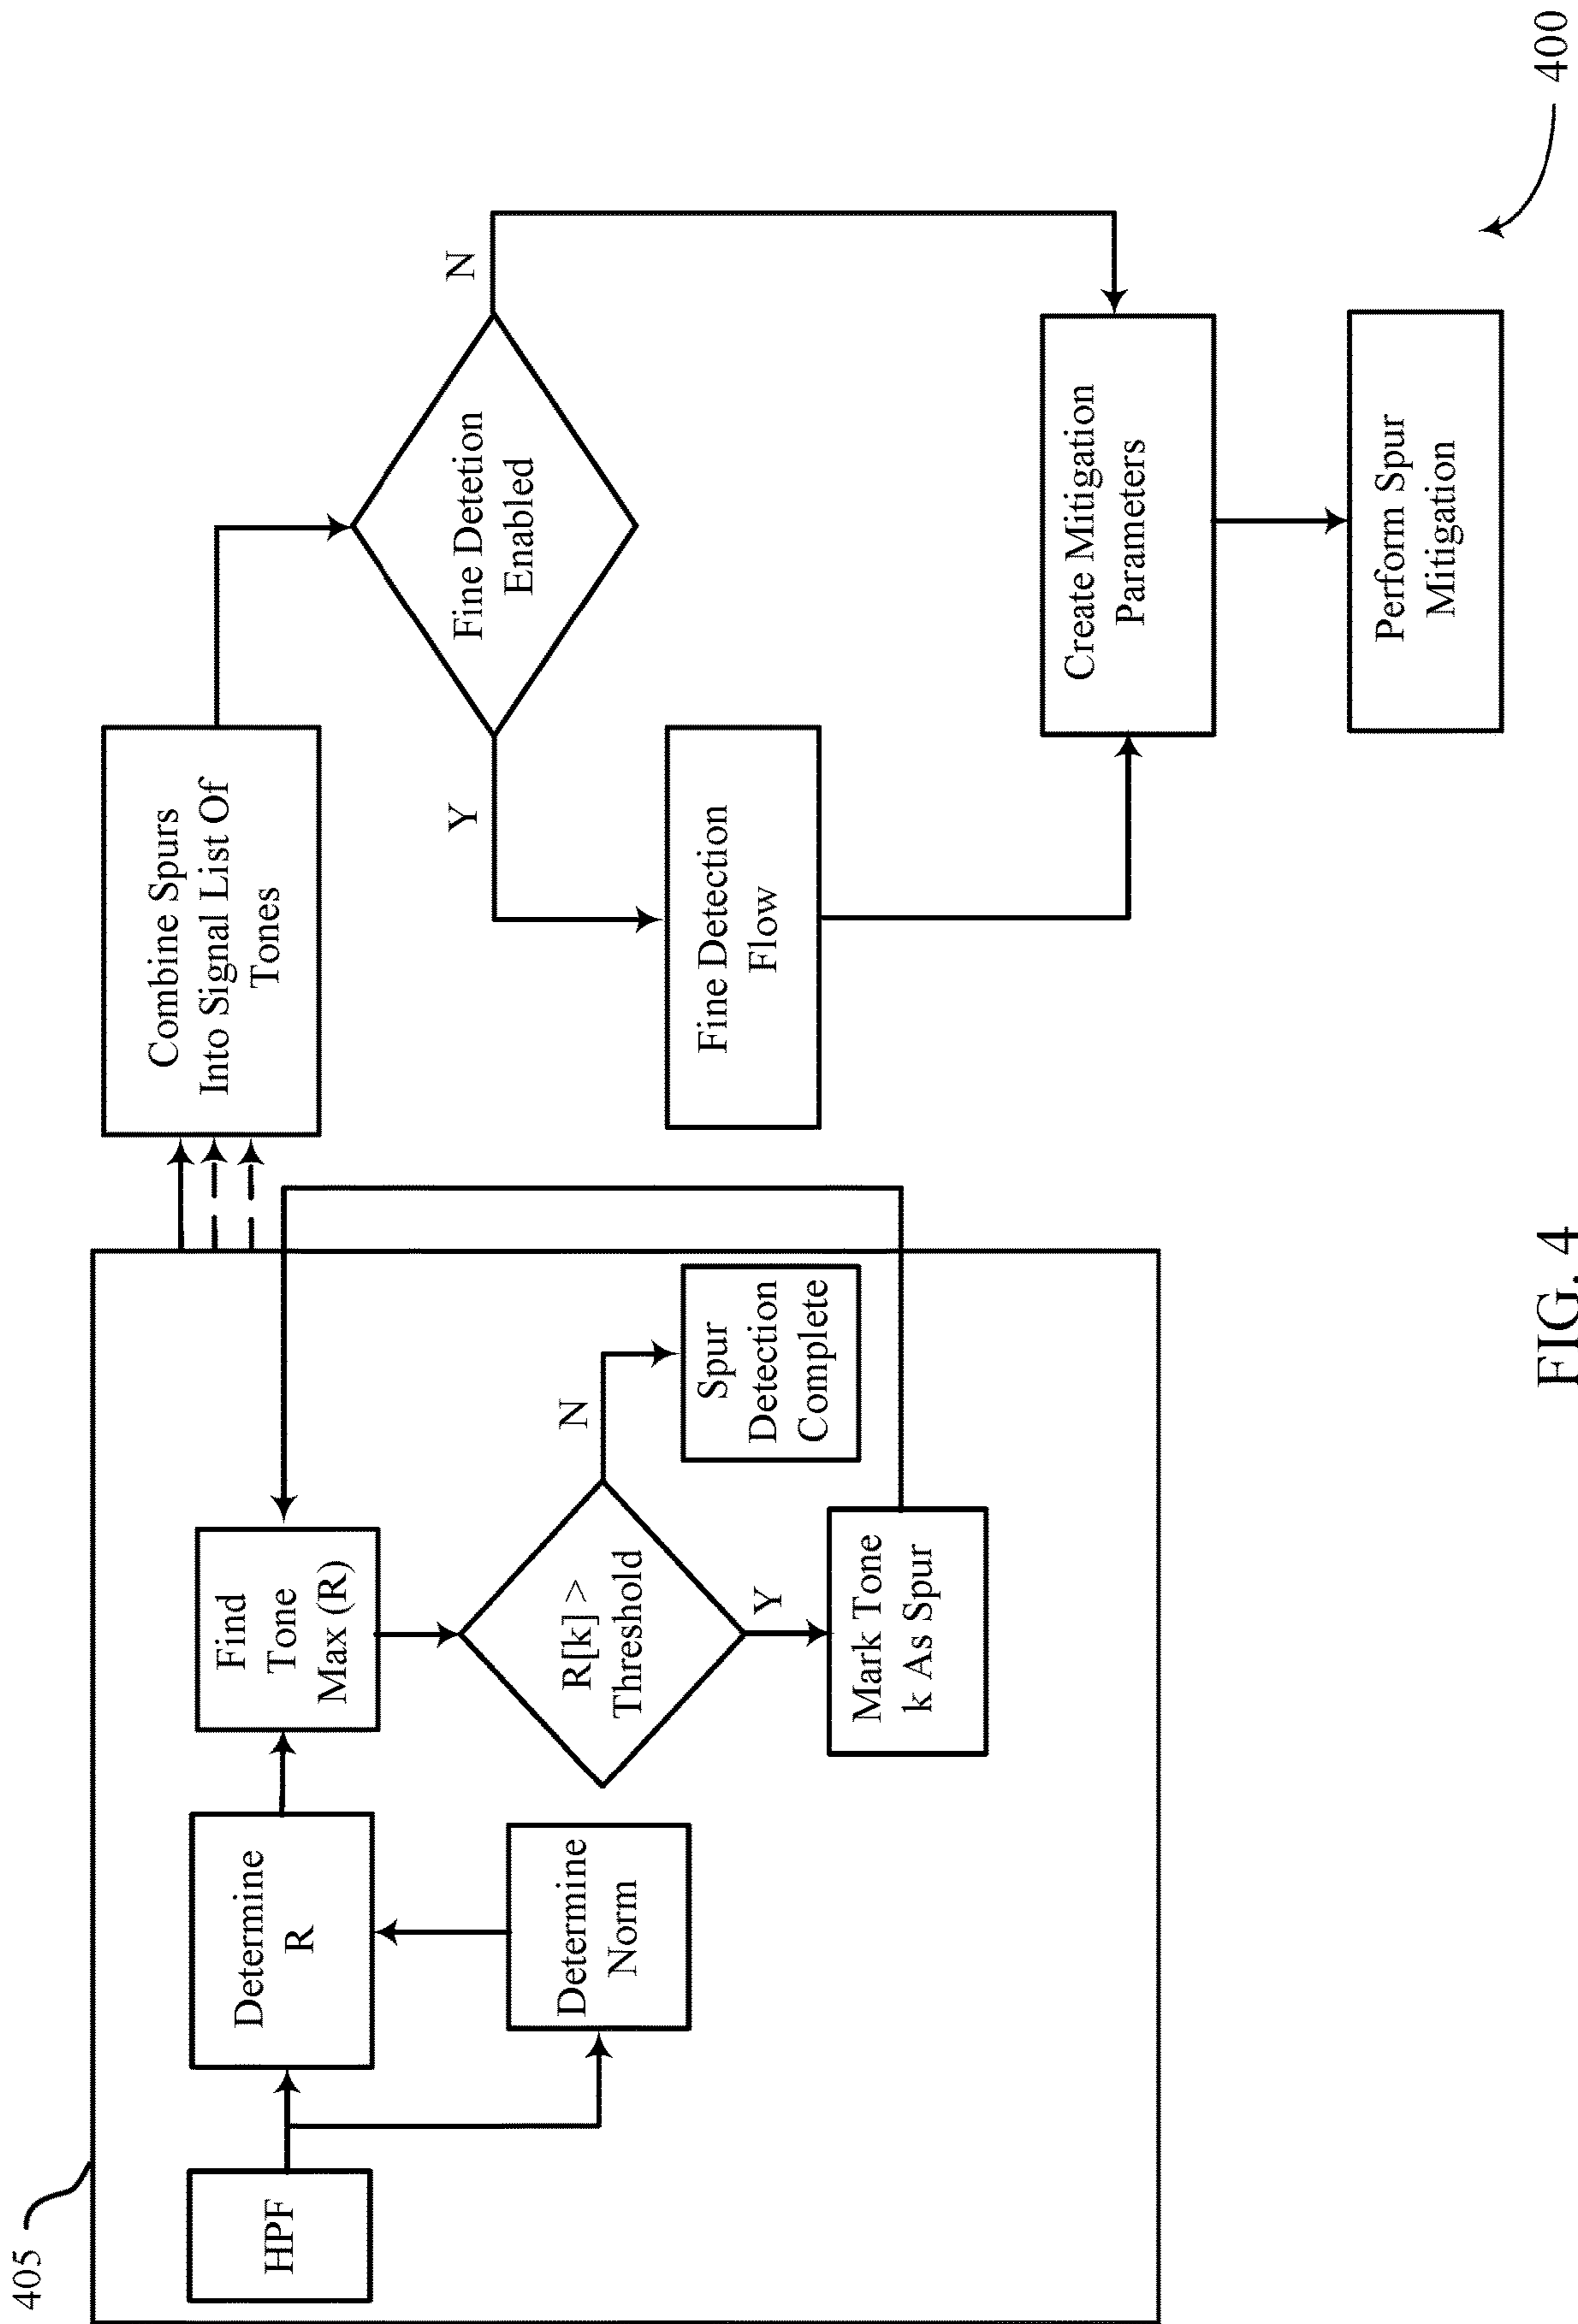 405
HPF
Determine
R
Determine
Norm
Find
Tone
Max (R)
R[k] >
Threshold
N
Y
Spur
Detection
Complete
Mark Tone
k As Spur
Combine Spurs
Into Signal List Of
Tones
Fine Detetion
Enabled
Y
N
Fine Detection
Flow
Create Mitigation
Parameters
Perform Spur
Mitigation
400
FIG. 4